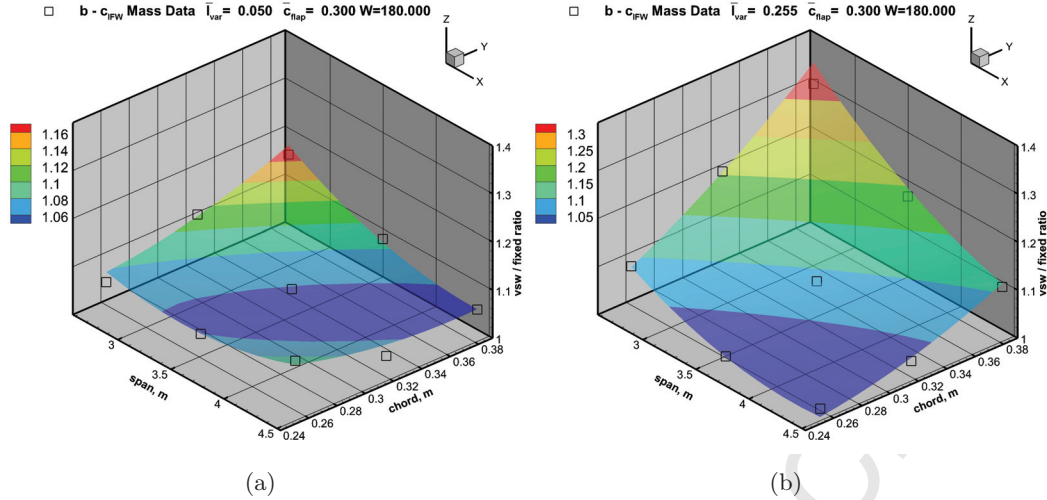 b - c_IFW Mass Data l̅_var = 0.050 c̅_flap = 0.300 W=180.000
Z
Y
X
1.16
1.14
1.12
1.1
1.08
1.06
1.4
1.3
1.2
1.1
1
vsw / fixed ratio
3
3.5
4
4.5
span, m
0.24
0.26
0.28
0.3
0.32
0.34
0.36
0.38
chord, m
(a)
b - c_IFW Mass Data l̅_var = 0.255 c̅_flap = 0.300 W=180.000
Z
Y
X
1.3
1.25
1.2
1.15
1.1
1.05
1.4
1.3
1.2
1.1
1
vsw / fixed ratio
3
3.5
4
4.5
span, m
0.24
0.26
0.28
0.3
0.32
0.34
0.36
0.38
chord, m
(b)